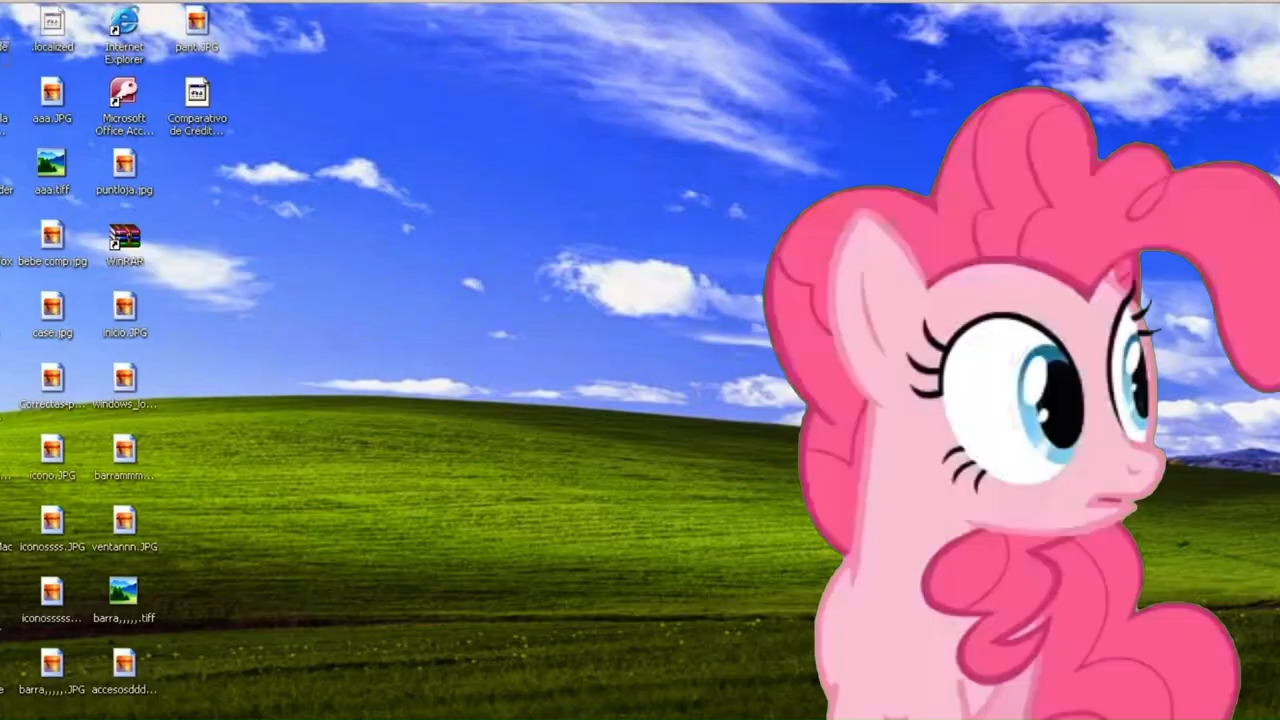 .localized
Internet
Explorer
pant.JPG
aaa.JPG
Microsoft
Office Acc...
Comparativo
de Crédit...
aaa.tiff
puntloja.jpg
bebe comp.jpg
WinRAR
case.jpg
inicio.JPG
Correctas-p...
windows_lo...
icono.JPG
barrammm...
iconossss.JPG
ventannn.JPG
iconosssss...
barra,,,,,.tiff
barra,,,,,.JPG
accesosddd...